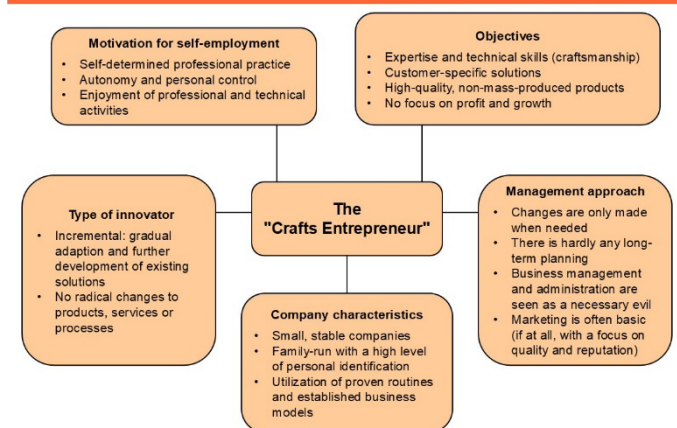 Motivation for self-employment
• Self-determined professional practice
• Autonomy and personal control
• Enjoyment of professional and technical
activities
Objectives
• Expertise and technical skills (craftsmanship)
• Customer-specific solutions
• High-quality, non-mass-produced products
• No focus on profit and growth
Type of innovator
• Incremental: gradual
adaption and further
development of existing
solutions
• No radical changes to
products, services or
processes
The
"Crafts Entrepreneur"
Management approach
• Changes are only made
when needed
• There is hardly any long-
term planning
• Business management
and administration are
seen as a necessary evil
• Marketing is often basic
(if at all, with a focus on
quality and reputation)
Company characteristics
• Small, stable companies
• Family-run with a high level
of personal identification
• Utilization of proven routines
and established business
models